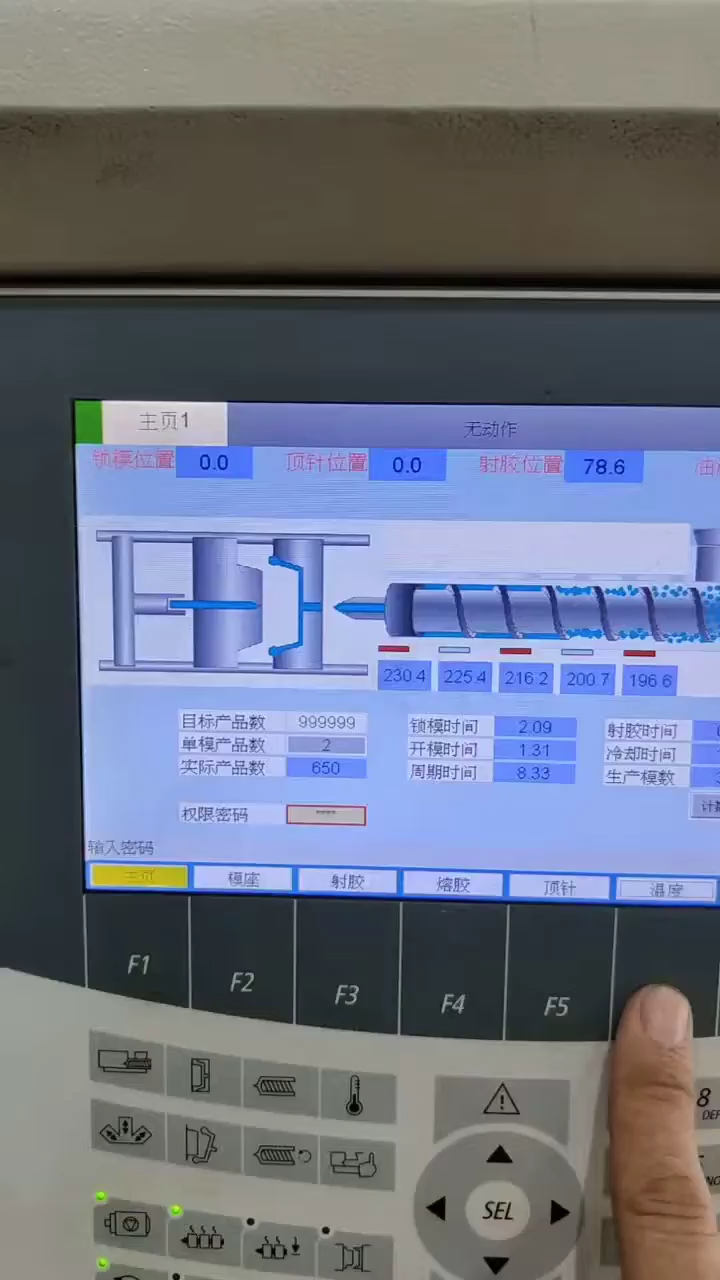 主页1
无动作
锁模位置 0.0 顶针位置 0.0 射胶位置 78.6 油
230.4 225.4 216.2 200.7 196.6
目标产品数 999999 锁模时间 2.09 射胶时间
单模产品数 2 开模时间 1.31 冷却时间
实际产品数 650 周期时间 8.33 生产模数
权限密码 **** 计数
输入密码
主页 模座 射胶 熔胶 顶针 温度
F1 F2 F3 F4 F5
8
DEF
SEL